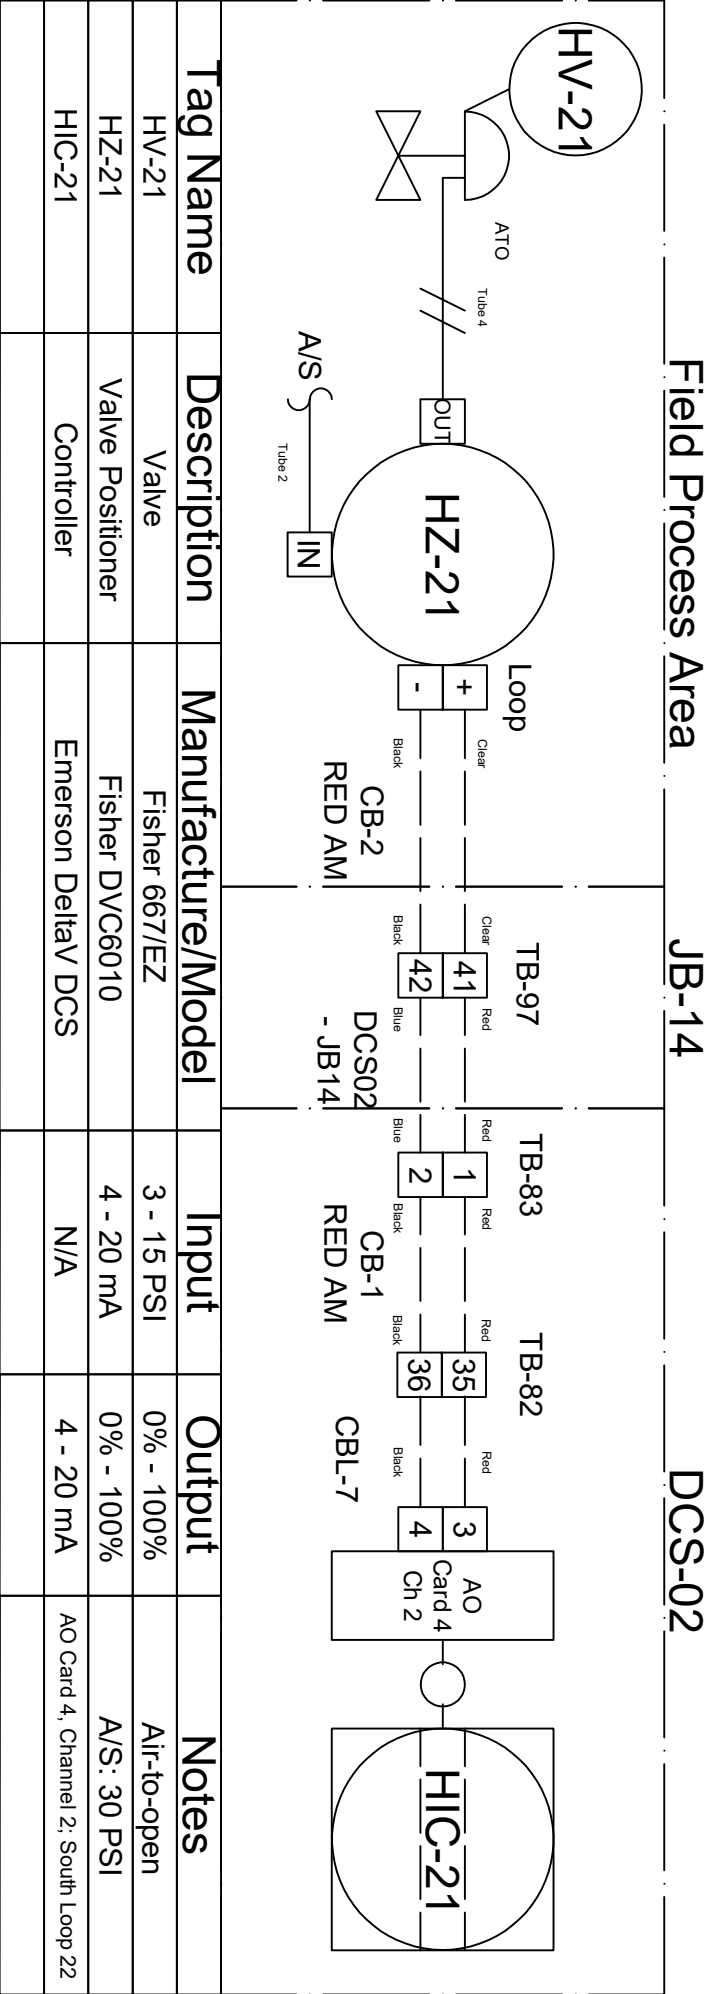 Field Process Area
JB-14
DCS-02
HV-21
ATO
Tube 4
A/S
Tube 2
OUT
IN
HZ-21
Loop
+
-
Clear
Black
CB-2
RED AM
Clear
Black
TB-97
41
42
Red
Blue
DCS02
- JB14
Red
Blue
TB-83
1
2
Red
Black
CB-1
RED AM
Red
Black
TB-82
35
36
Red
Black
CBL-7
3
4
AO
Card 4
Ch 2
HIC-21
Tag Name Description Manufacture/Model Input Output Notes
HV-21 Valve Fisher 667/EZ 3 - 15 PSI 0% - 100% Air-to-open
HZ-21 Valve Positioner Fisher DVC6010 4 - 20 mA 0% - 100% A/S: 30 PSI
HIC-21 Controller Emerson DeltaV DCS N/A 4 - 20 mA AO Card 4, Channel 2; South Loop 22